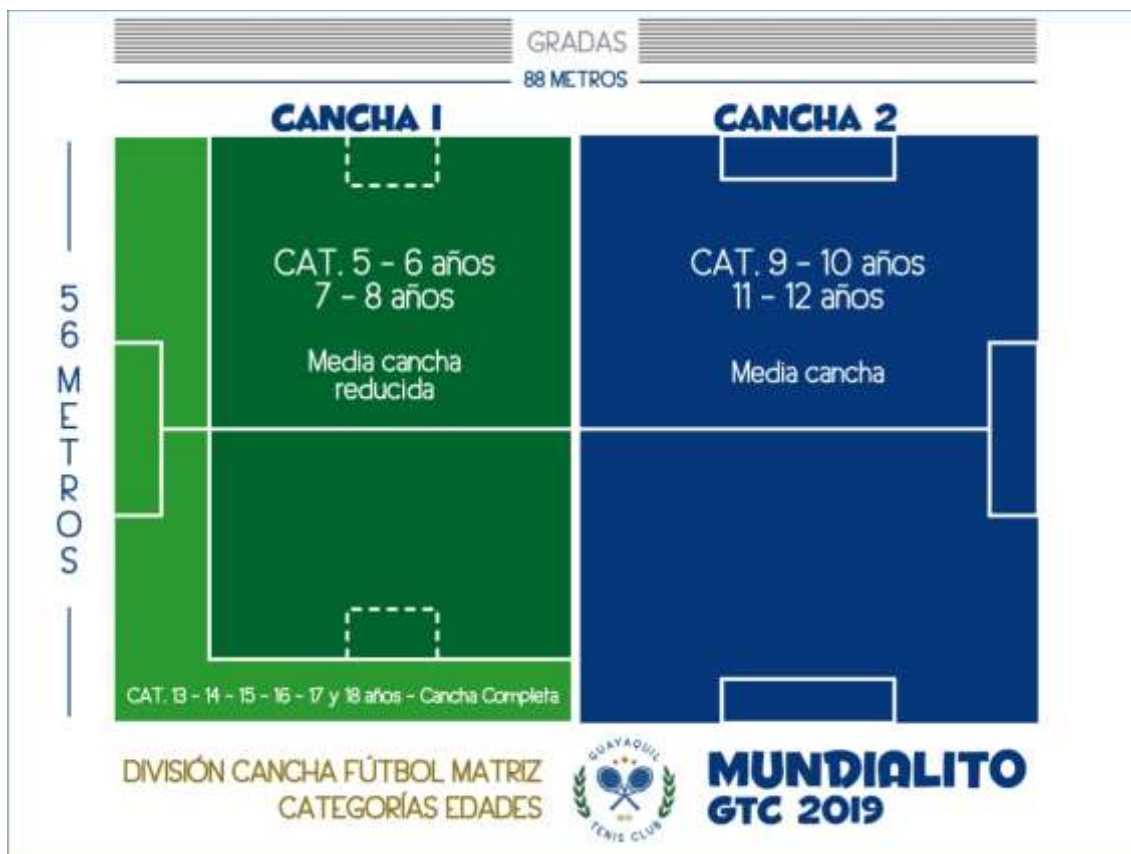 GRADAS
88 METROS
CANCHA 1
CANCHA 2
56 METROS
CAT. 5 - 6 años
7 - 8 años
Media cancha
reducida
CAT. 9 - 10 años
11 - 12 años
Media cancha
CAT. 13 - 14 - 15 - 16 - 17 y 18 años - Cancha Completa
DIVISIÓN CANCHA FÚTBOL MATRIZ
CATEGORÍAS EDADES
GUAYAQUIL
TENIS CLUB
MUNDIALITO
GTC 2019